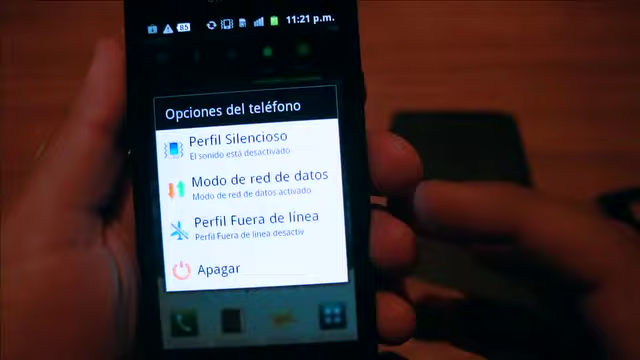 85 11:21 p.m.
Opciones del teléfono
Perfil Silencioso
El sonido está desactivado
Modo de red de datos
Modo de red de datos activado
Perfil Fuera de línea
Perfil Fuera de línea desactiv
Apagar